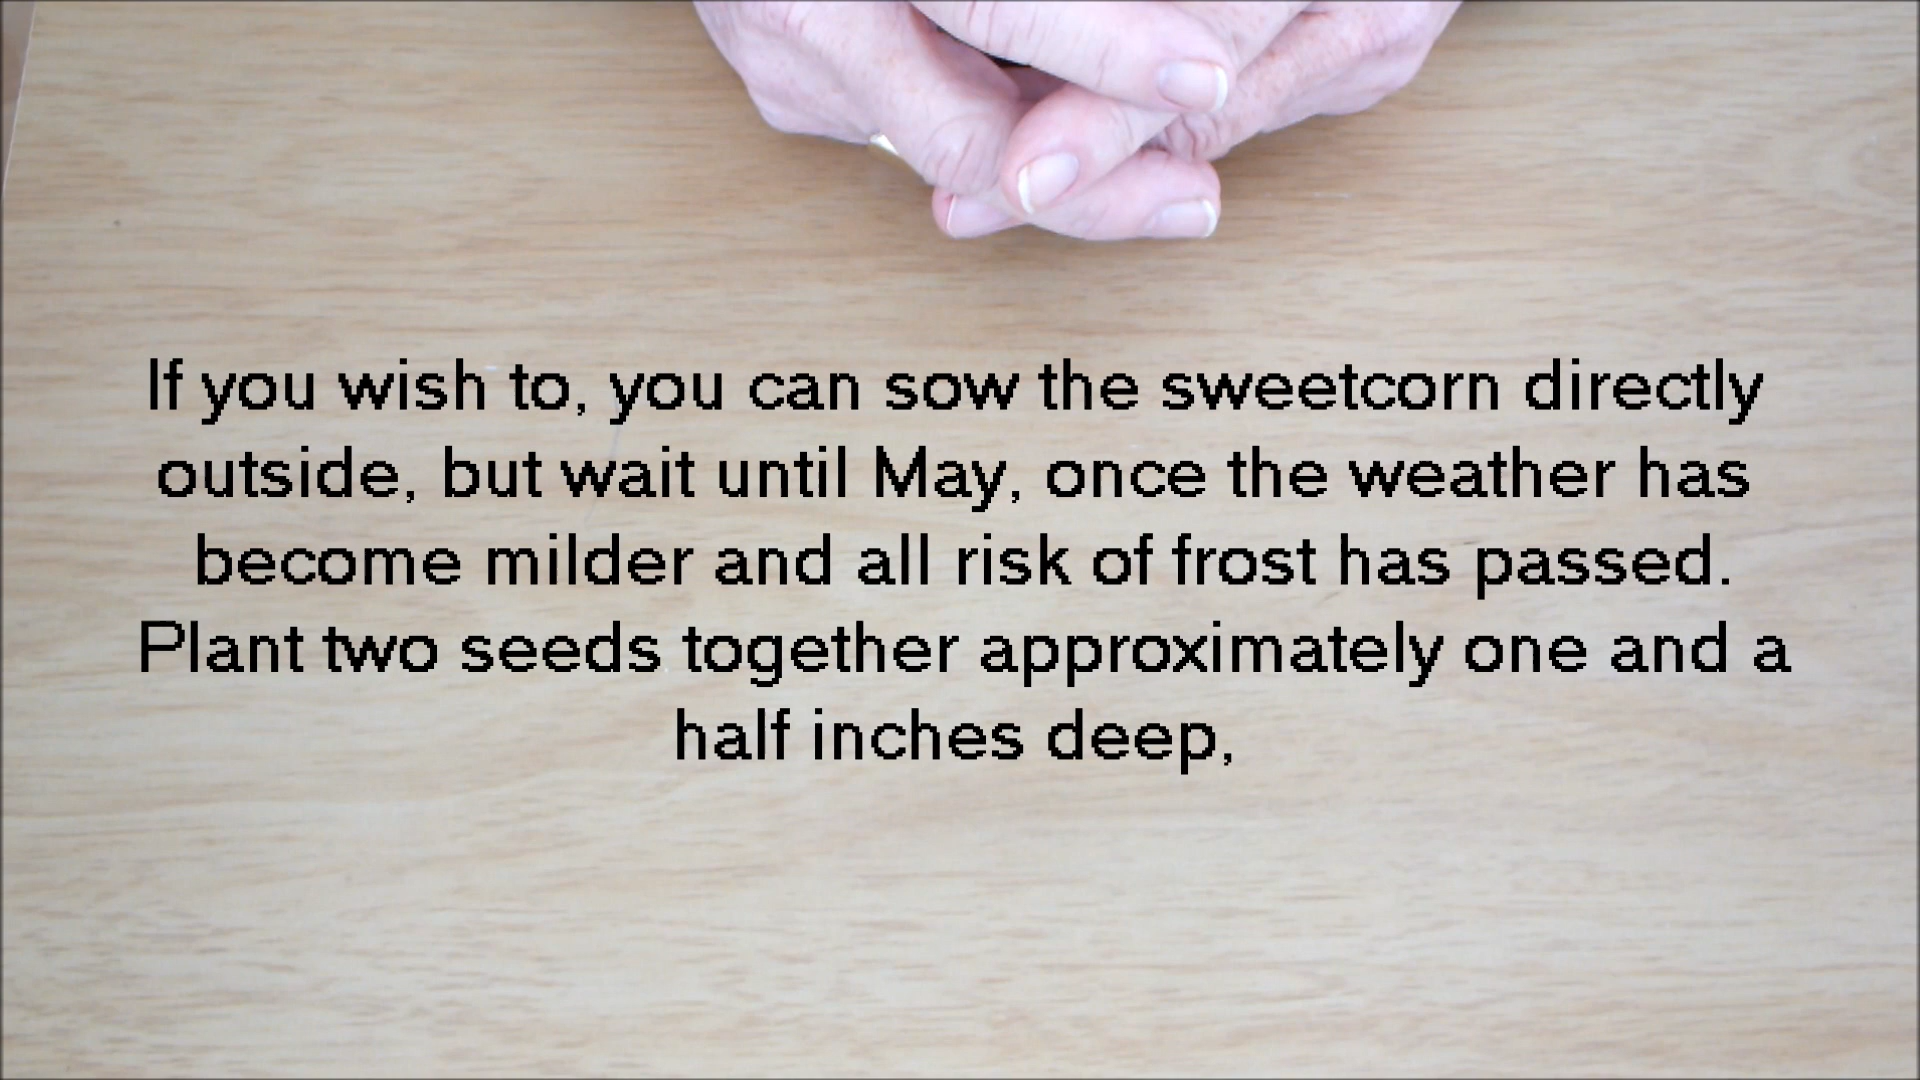 If you wish to, you can sow the sweetcorn directly
outside, but wait until May, once the weather has
become milder and all risk of frost has passed.
Plant two seeds together approximately one and a
half inches deep,